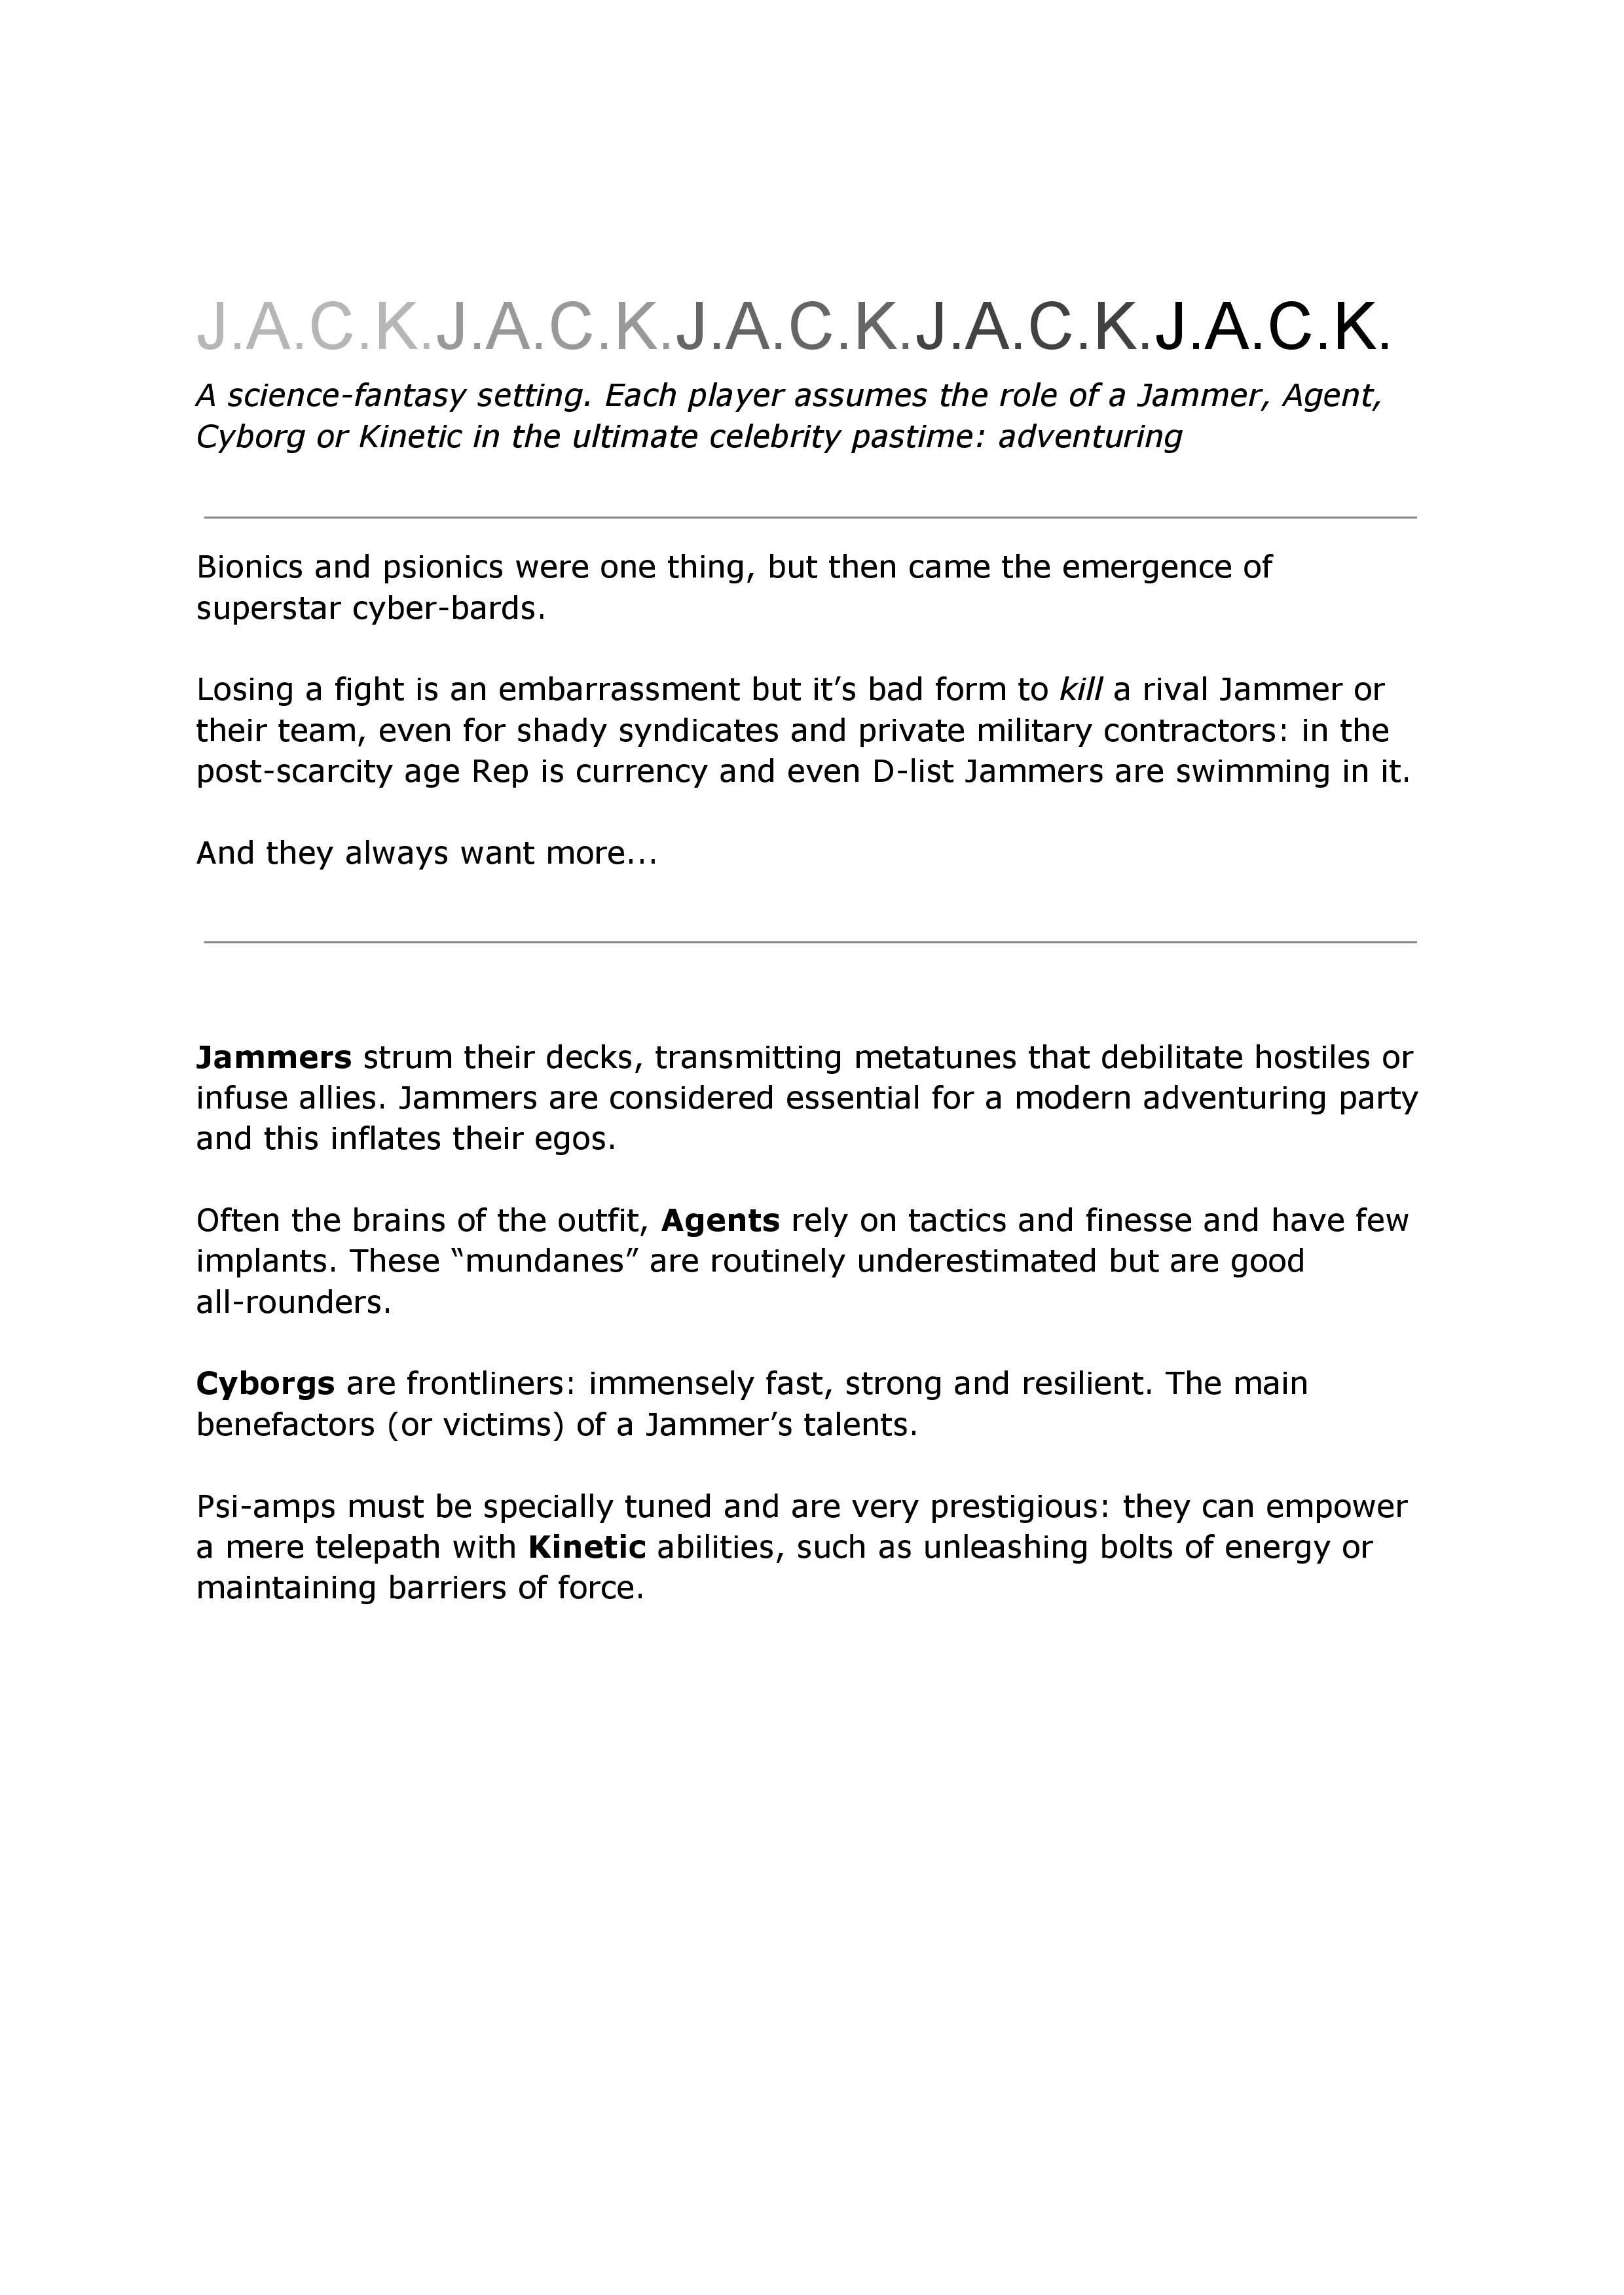 J.A.C.K.J.A.C.K.J.A.C.K.J.A.C.K.J.A.C.K.
A science-fantasy setting. Each player assumes the role of a Jammer, Agent,
Cyborg or Kinetic in the ultimate celebrity pastime: adventuring
Bionics and psionics were one thing, but then came the emergence of
superstar cyber-bards.
Losing a fight is an embarrassment but it’s bad form to kill a rival Jammer or
their team, even for shady syndicates and private military contractors: in the
post-scarcity age Rep is currency and even D-list Jammers are swimming in it.
And they always want more…
Jammers strum their decks, transmitting metatunes that debilitate hostiles or
infuse allies. Jammers are considered essential for a modern adventuring party
and this inflates their egos.
Often the brains of the outfit, Agents rely on tactics and finesse and have few
implants. These “mundanes” are routinely underestimated but are good
all-rounders.
Cyborgs are frontliners: immensely fast, strong and resilient. The main
benefactors (or victims) of a Jammer’s talents.
Psi-amps must be specially tuned and are very prestigious: they can empower
a mere telepath with Kinetic abilities, such as unleashing bolts of energy or
maintaining barriers of force.